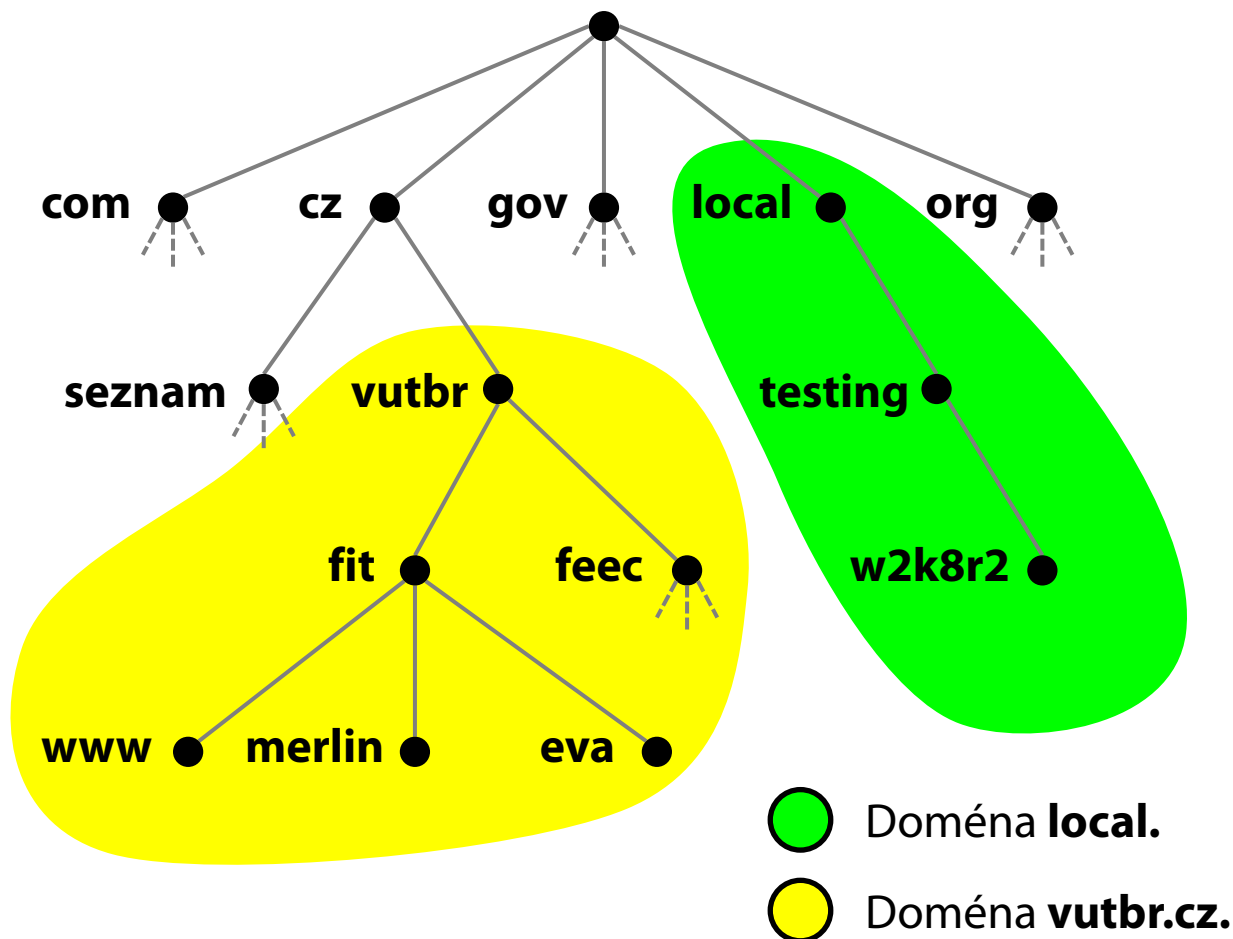 com cz gov local org
seznam vutbr testing
fit feec w2k8r2
www merlin eva
Doména local.
Doména vutbr.cz.